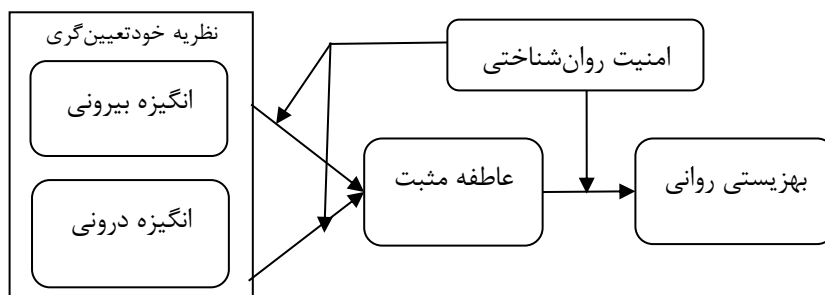 نظریه خودتعیین‌گری
امنیت روان‌شناختی
انگیزه بیرونی
عاطفه مثبت
بهزیستی روانی
انگیزه درونی